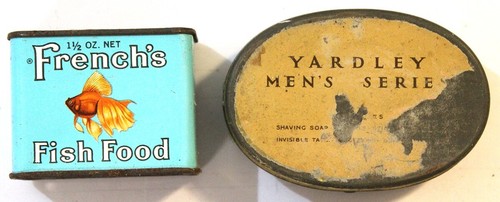 1½ OZ. NET
® French's
Fish Food
YARDLEY
MEN'S SERIE
SHAVING SOAP
INVISIBLE